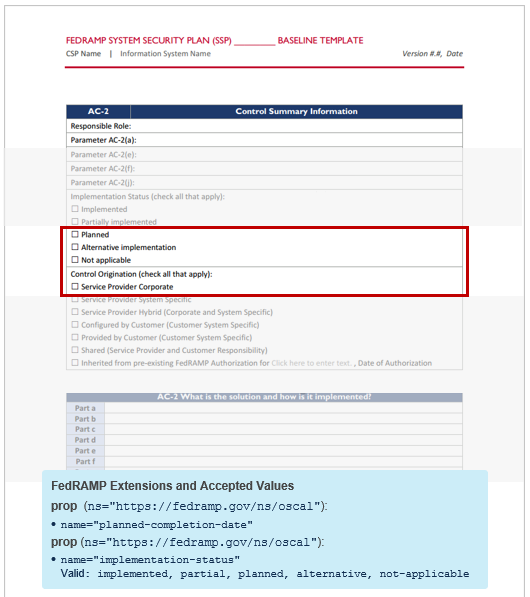 FEDRAMP SYSTEM SECURITY PLAN (SSP) ________ BASELINE TEMPLATE
CSP Name | Information System Name Version #.#, Date
AC-2 Control Summary Information
Responsible Role:
Parameter AC-2(a):
Parameter AC-2(e):
Parameter AC-2(f):
Parameter AC-2(j):
Implementation Status (check all that apply):
☐ Implemented
☐ Partially implemented
☐ Planned
☐ Alternative implementation
☐ Not applicable
Control Origination (check all that apply):
☐ Service Provider Corporate
☐ Service Provider System Specific
☐ Service Provider Hybrid (Corporate and System Specific)
☐ Configured by Customer (Customer System Specific)
☐ Provided by Customer (Customer System Specific)
☐ Shared (Service Provider and Customer Responsibility)
☐ Inherited from pre-existing FedRAMP Authorization for Click here to enter text. , Date of Authorization
AC-2 What is the solution and how is it implemented?
Part a
Part b
Part c
Part d
Part e
Part f
FedRAMP Extensions and Accepted Values
prop (ns="https://fedramp.gov/ns/oscal"):
• name="planned-completion-date"
prop (ns="https://fedramp.gov/ns/oscal"):
• name="implementation-status"
Valid: implemented, partial, planned, alternative, not-applicable